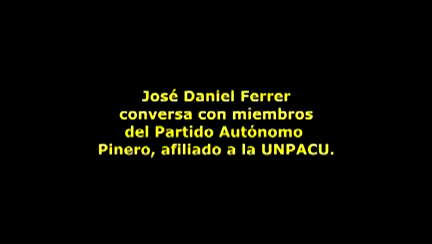 José Daniel Ferrer
conversa con miembros
del Partido Autónomo
Pinero, afiliado a la UNPACU.